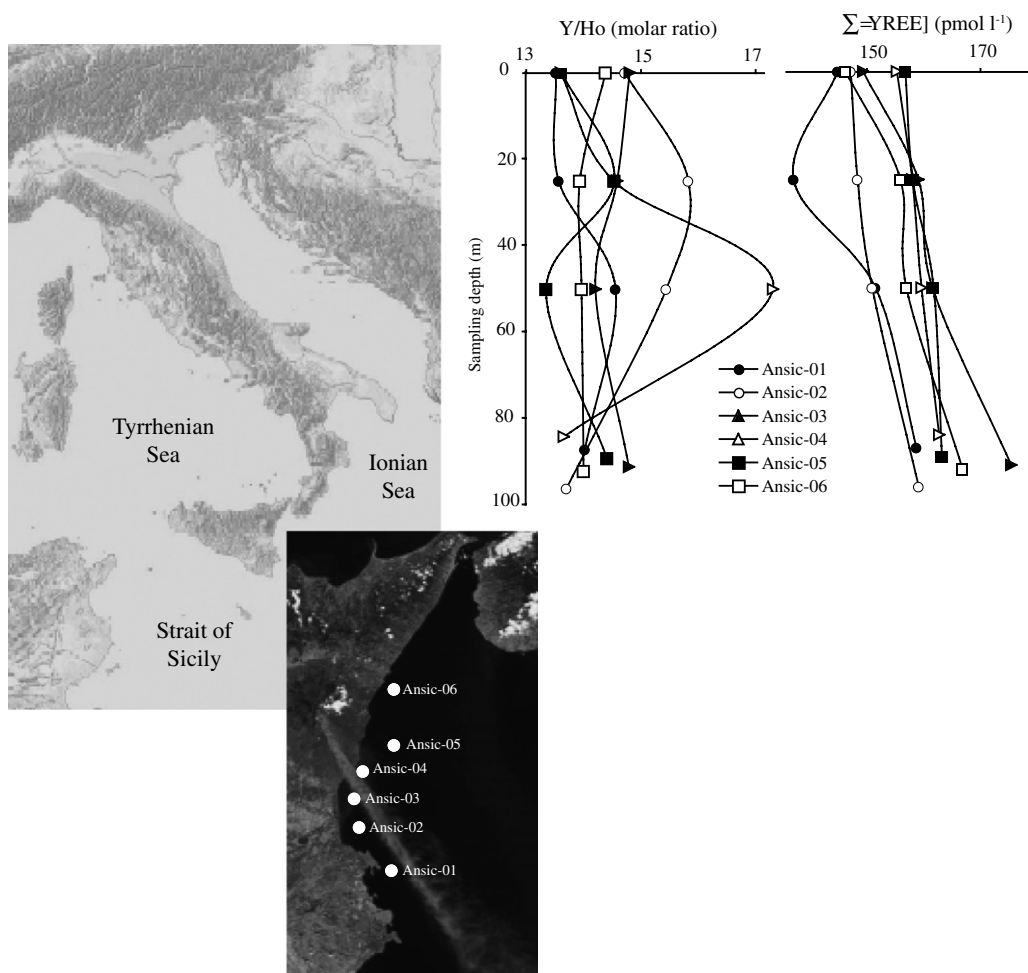 Y/Ho (molar ratio)
∑=YREE] (pmol l-1)
13
15
17
150
170
0
20
40
60
80
100
Sampling depth (m)
Ansic-01
Ansic-02
Ansic-03
Ansic-04
Ansic-05
Ansic-06
Tyrrhenian
Sea
Ionian
Sea
Strait of
Sicily
Ansic-06
Ansic-05
Ansic-04
Ansic-03
Ansic-02
Ansic-01